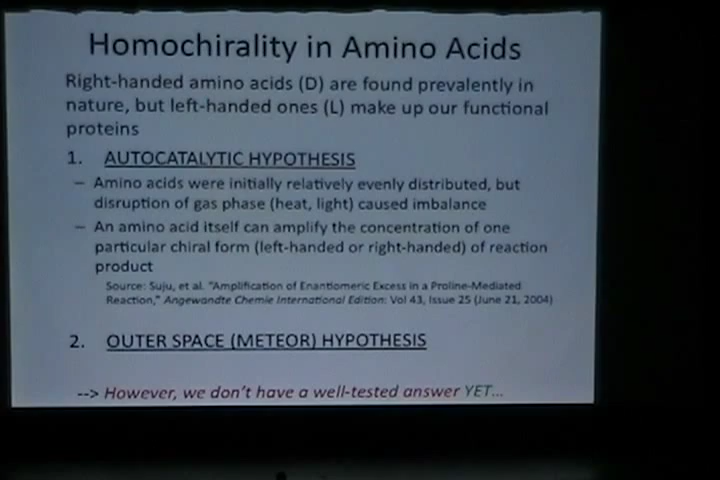 Homochirality in Amino Acids
Right-handed amino acids (D) are found prevalently in
nature, but left-handed ones (L) make up our functional
proteins
1. AUTOCATALYTIC HYPOTHESIS
– Amino acids were initially relatively evenly distributed, but
disruption of gas phase (heat, light) caused imbalance
– An amino acid itself can amplify the concentration of one
particular chiral form (left-handed or right-handed) of reaction
product
Source: Suju, et al. "Amplification of Enantiomeric Excess in a Proline-Mediated
Reaction," Angewandte Chemie International Edition: Vol 43, Issue 25 (June 21, 2004)
2. OUTER SPACE (METEOR) HYPOTHESIS
--> However, we don't have a well-tested answer YET...